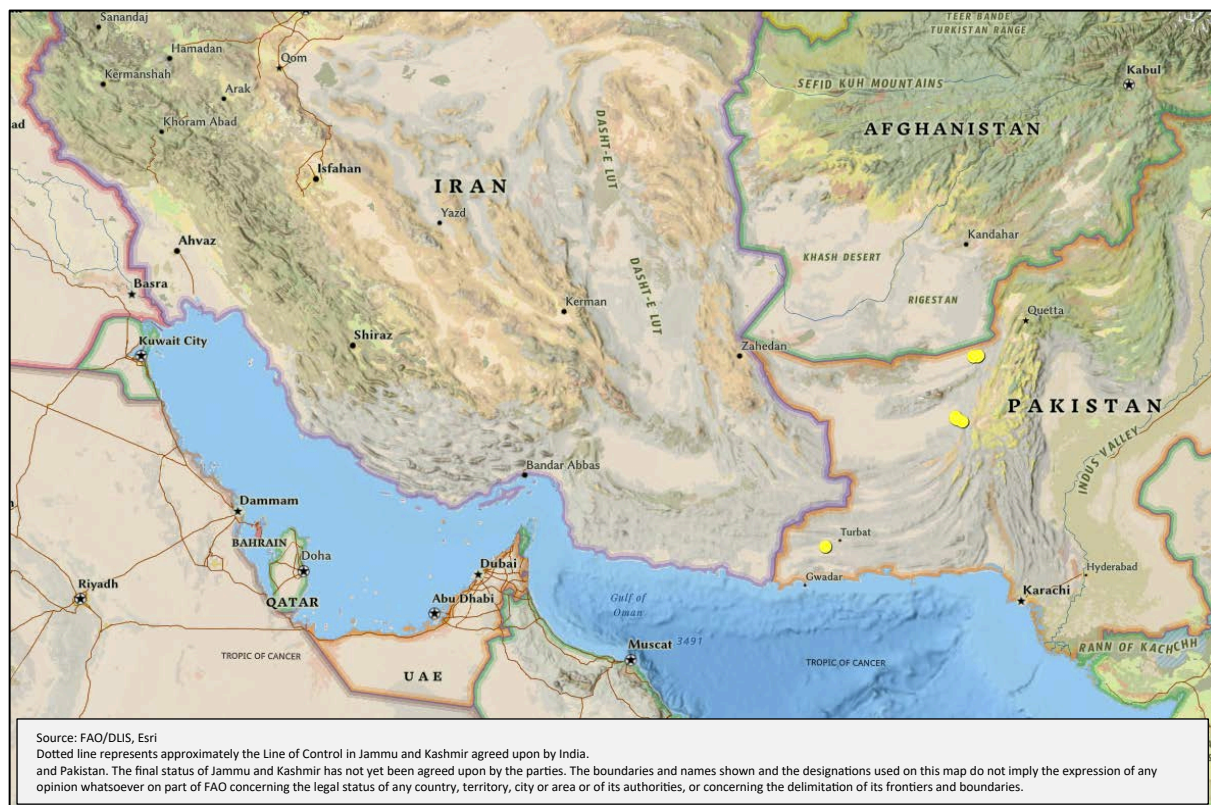 Sanandaj
TEER BANDE
TURKISTAN RANGE
Hamadan
Qom
Kabul
Kermanshah
SEFID KUH MOUNTAINS
Arak
ad
Khoram Abad
AFGHANISTAN
DASHT-E LUT
Isfahan
IRAN
Yazd
Kandahar
Ahvaz
KHASH DESERT
DASHT-E LUT
Basra
RIGESTAN
Kerman
Quetta
Shiraz
Kuwait City
Zahedan
PAKISTAN
INDUS VALLEY
Bandar Abbas
Dammam
BAHRAIN
Doha
Turbat
Dubai
Hyderabad
Riyadh
Gwadar
QATAR
Abu Dhabi
Gulf of
Oman
Karachi
3491
Muscat
RANN OF KACHCHH
TROPIC OF CANCER
TROPIC OF CANCER
UAE
Source: FAO/DLIS, Esri
Dotted line represents approximately the Line of Control in Jammu and Kashmir agreed upon by India.
and Pakistan. The final status of Jammu and Kashmir has not yet been agreed upon by the parties. The boundaries and names shown and the designations used on this map do not imply the expression of any
opinion whatsoever on part of FAO concerning the legal status of any country, territory, city or area or of its authorities, or concerning the delimitation of its frontiers and boundaries.